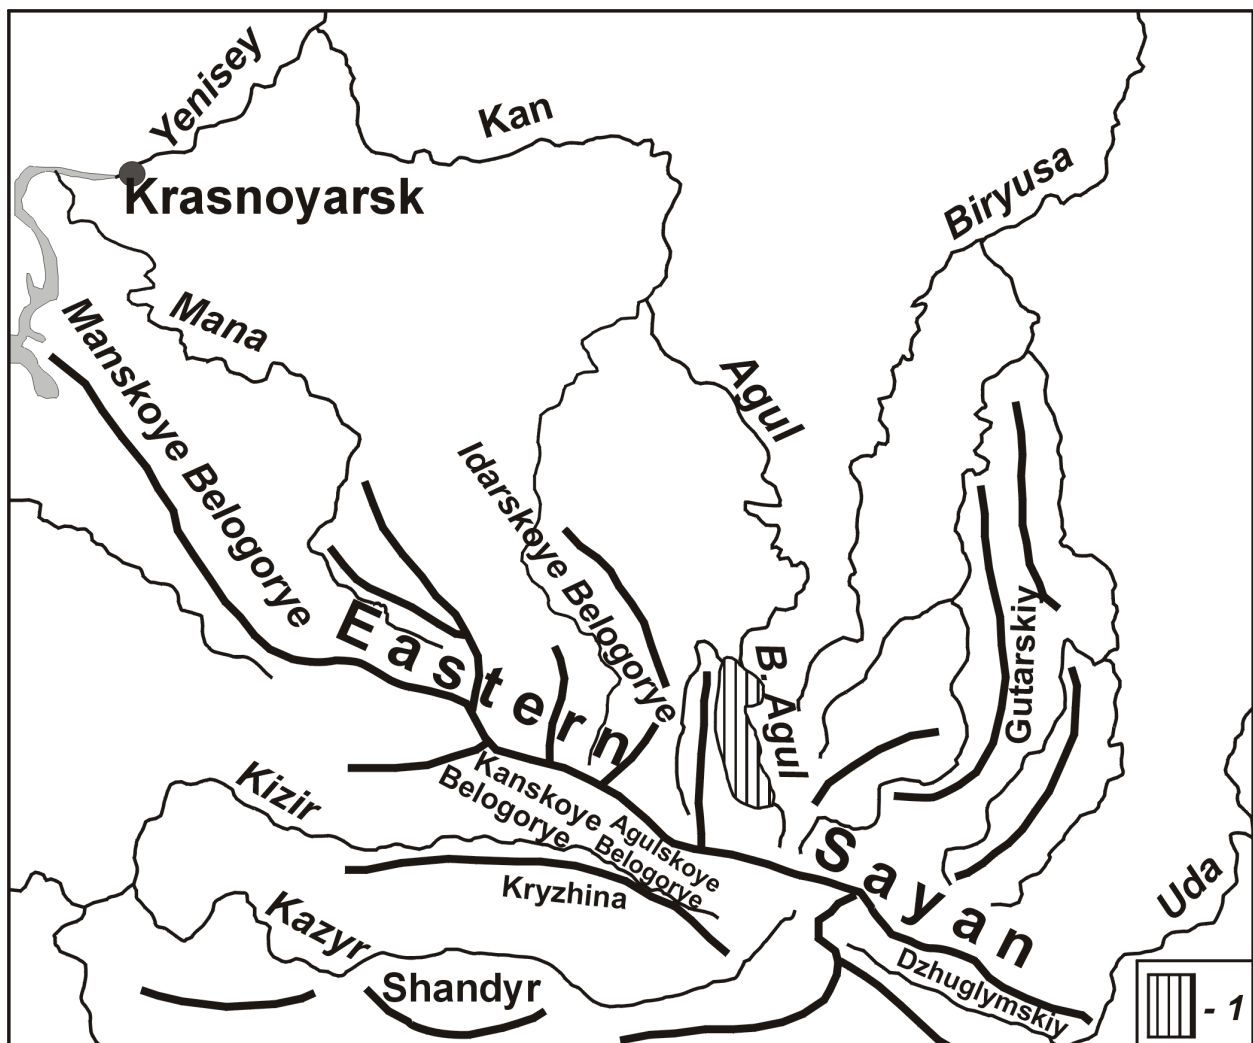 Yenisey
Kan
Krasnoyarsk
Biryusa
Mana
Manskoye Belogorye
Agul
Idarskoye Belogorye
Eastern
B. Agul
Gutarskiy
Kizir
Kanskoye
Belogorye
Agulskoye
Belogorye
Kryzhina
Sayan
Uda
Kazyr
Shandyr
Dzhuglymskiy
- 1